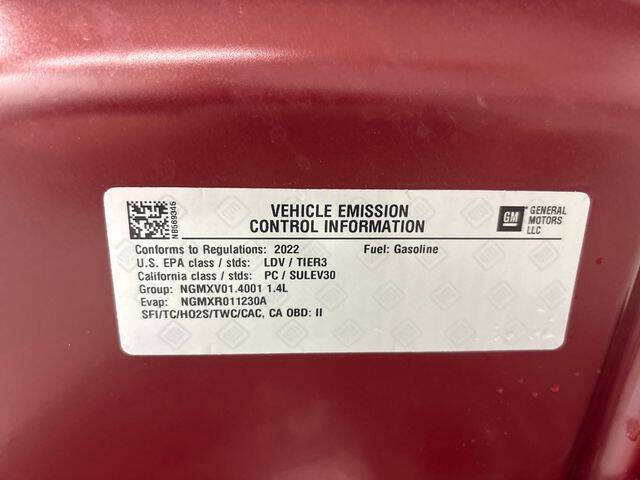 VEHICLE EMISSION
CONTROL INFORMATION
NB569345
GM
GENERAL
MOTORS
LLC
Conforms to Regulations: 2022 Fuel: Gasoline
U.S. EPA class / stds: LDV / TIER3
California class / stds: PC / SULEV30
Group: NGMXV01.4001 1.4L
Evap: NGMXR011230A
SFI/TC/HO2S/TWC/CAC, CA OBD: II